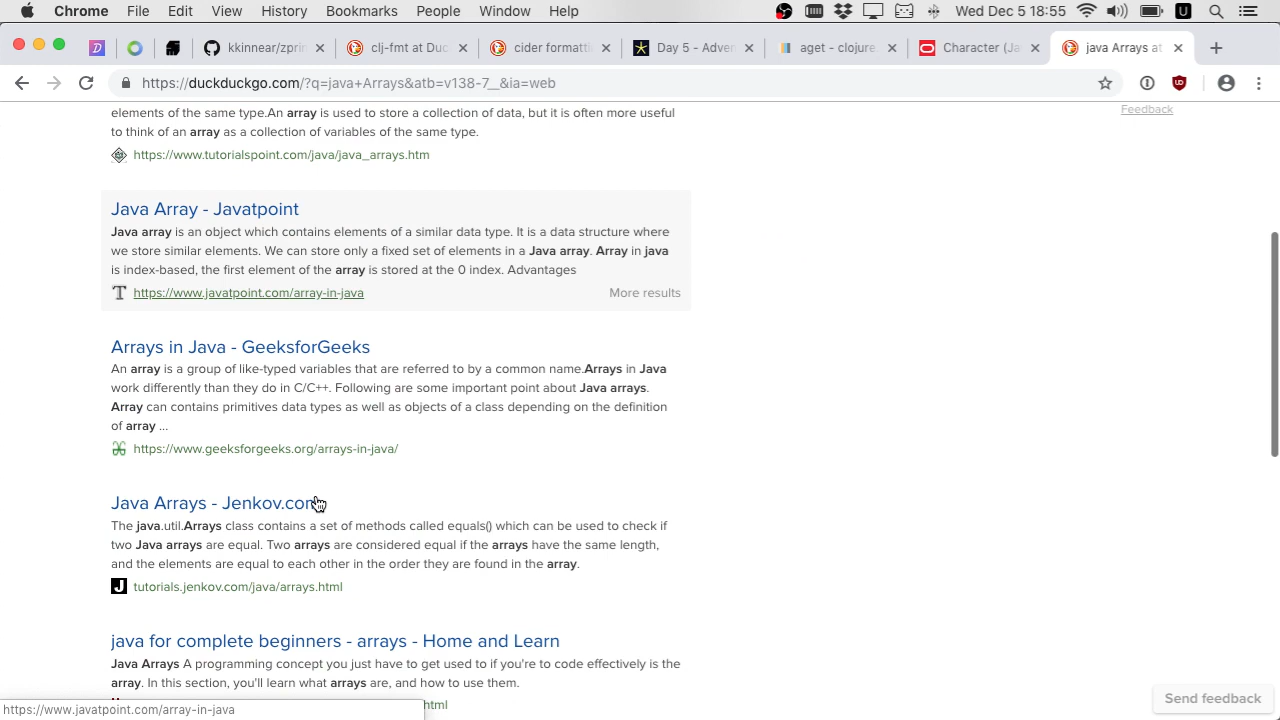 Chrome File Edit View History Bookmarks People Window Help Wed Dec 5 18:55
kkinnear/zpri clj-fmt at Duc cider formatti Day 5 - Adven aget - clojure. Character (Ja java Arrays at
https://duckduckgo.com/?q=java+Arrays&atb=v138-7__&ia=web
elements of the same type.An array is used to store a collection of data, but it is often more useful
to think of an array as a collection of variables of the same type.
https://www.tutorialspoint.com/java/java_arrays.htm
Feedback
Java Array - Javatpoint
Java array is an object which contains elements of a similar data type. It is a data structure where
we store similar elements. We can store only a fixed set of elements in a Java array. Array in java
is index-based, the first element of the array is stored at the 0 index. Advantages
https://www.javatpoint.com/array-in-java More results
Arrays in Java - GeeksforGeeks
An array is a group of like-typed variables that are referred to by a common name.Arrays in Java
work differently than they do in C/C++. Following are some important point about Java arrays.
Array can contains primitives data types as well as objects of a class depending on the definition
of array ...
https://www.geeksforgeeks.org/arrays-in-java/
Java Arrays - Jenkov.com
The java.util.Arrays class contains a set of methods called equals() which can be used to check if
two Java arrays are equal. Two arrays are considered equal if the arrays have the same length,
and the elements are equal to each other in the order they are found in the array.
tutorials.jenkov.com/java/arrays.html
java for complete beginners - arrays - Home and Learn
Java Arrays A programming concept you just have to get used to if you're to code effectively is the
array. In this section, you'll learn what arrays are, and how to use them.
html
https://www.javatpoint.com/array-in-java
Send feedback